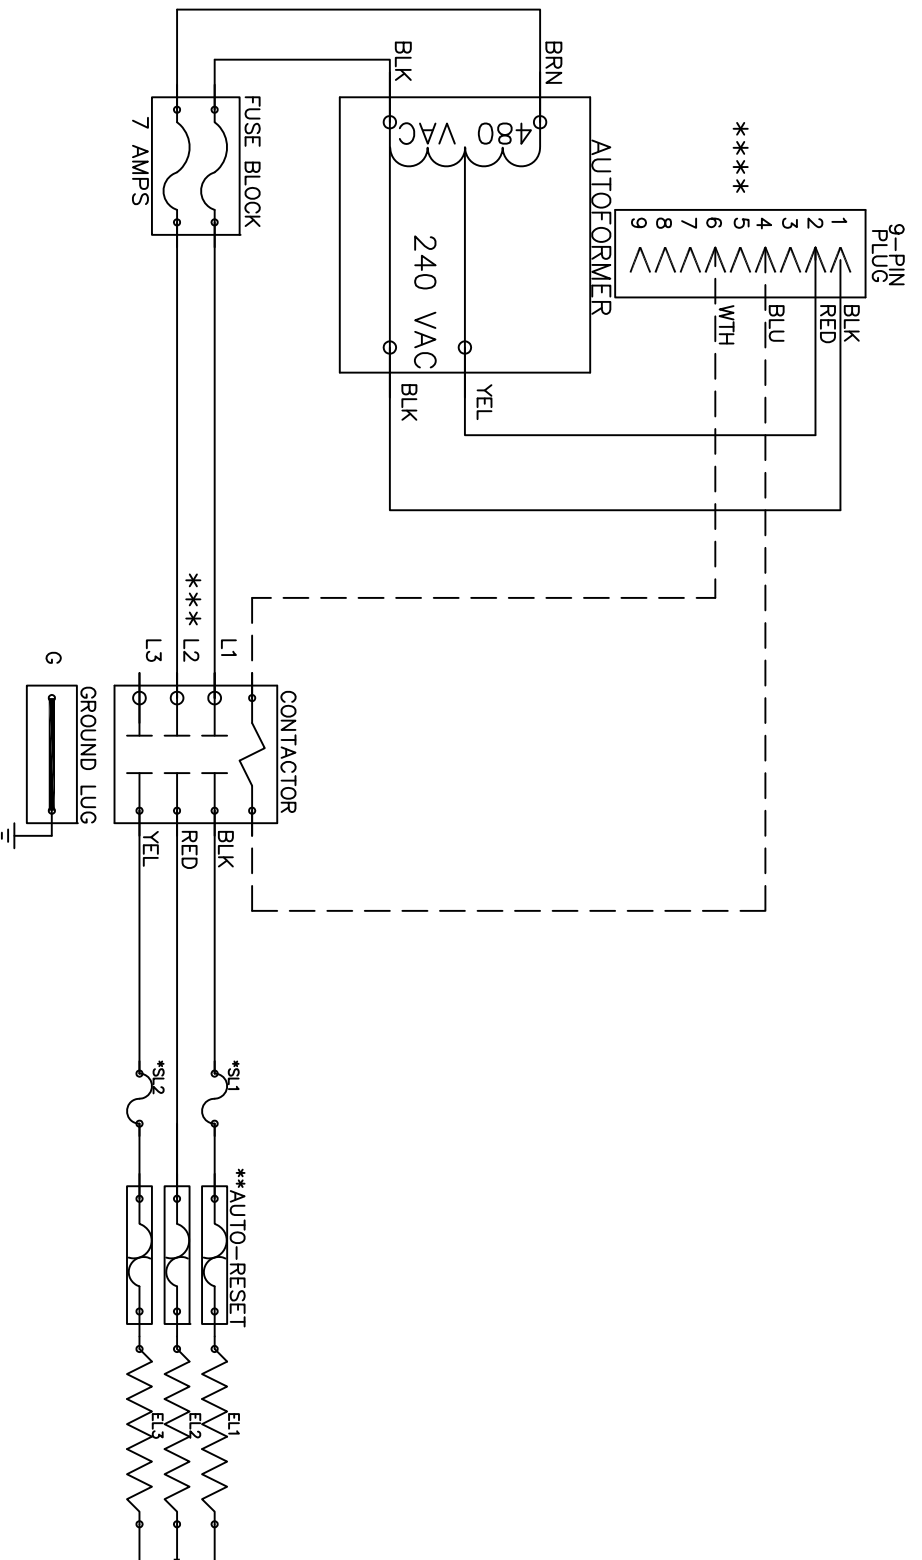 9-PIN
PLUG
1
2
3
4
5
6
7
8
9
****
BLK
RED
BLU
WTH
AUTOFORMER
480 VAC
240 VAC
BRN
BLK
YEL
BLK
FUSE BLOCK
7 AMPS
L1
*** L2
L3
CONTACTOR
BLK
RED
YEL
G
GROUND LUG
*SL1
*SL2
**AUTO-RESET
EL1
EL2
EL3